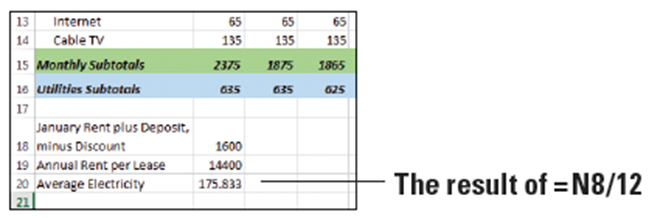 13 Internet 65 65 65
14 Cable TV 135 135 135
15 Monthly Subtotals 2375 1875 1865
16 Utilities Subtotals 635 635 625
17
January Rent plus Deposit,
18 minus Discount 1600
19 Annual Rent per Lease 14400
20 Average Electricity 175.833 The result of =N8/12
21